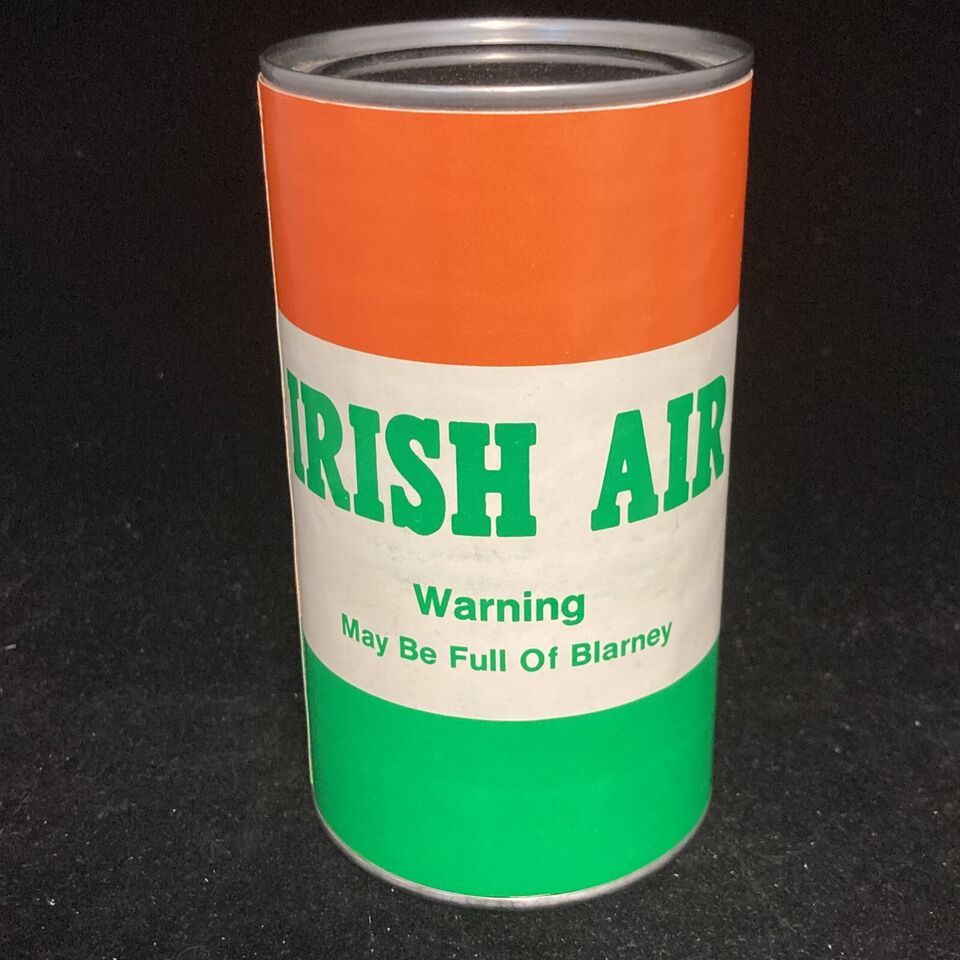 IRISH AIR
Warning
May Be Full Of Blarney